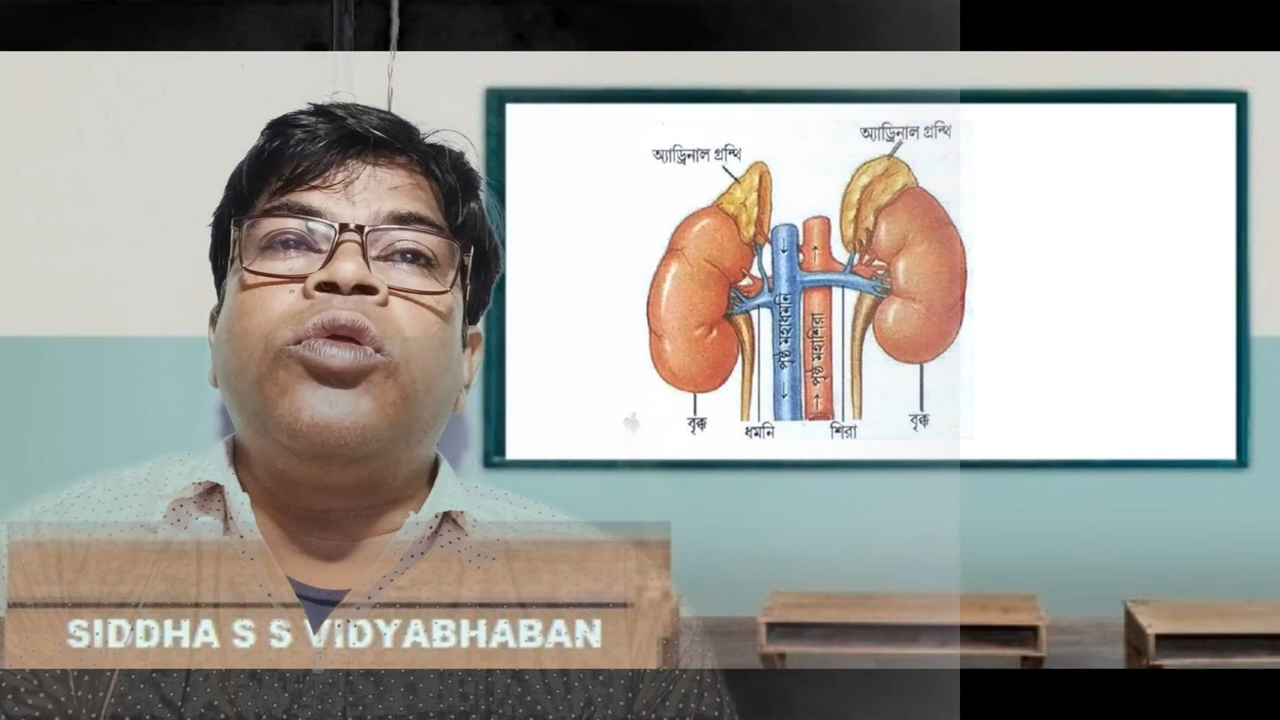 অ্যাড্রিনাল গ্রন্থি
অ্যাড্রিনাল গ্রন্থি
পৃষ্ঠ মহাধমনি
পৃষ্ঠ মহাশিরা
বৃক্ক
ধমনি
শিরা
বৃক্ক
SIDDHA S S VIDYABHABAN